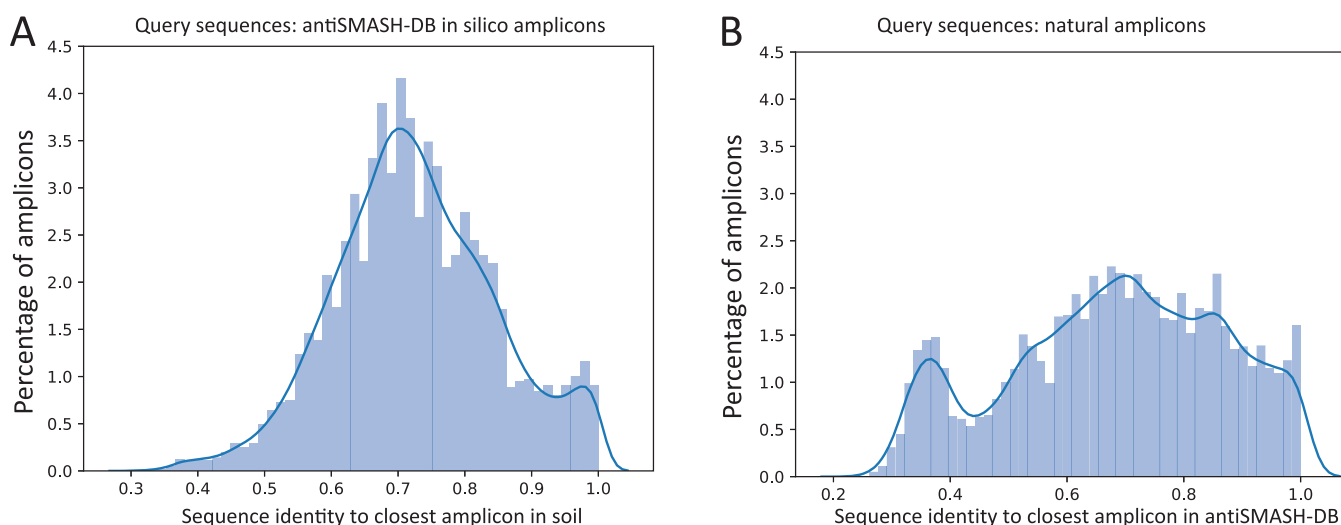 A
Query sequences: antiSMASH-DB in silico amplicons
4.5
4.0
3.5
3.0
2.5
2.0
1.5
1.0
0.5
0.0
Percentage of amplicons
0.3 0.4 0.5 0.6 0.7 0.8 0.9 1.0
Sequence identity to closest amplicon in soil
B
Query sequences: natural amplicons
4.5
4.0
3.5
3.0
2.5
2.0
1.5
1.0
0.5
0.0
Percentage of amplicons
0.2 0.4 0.6 0.8 1.0
Sequence identity to closest amplicon in antiSMASH-DB